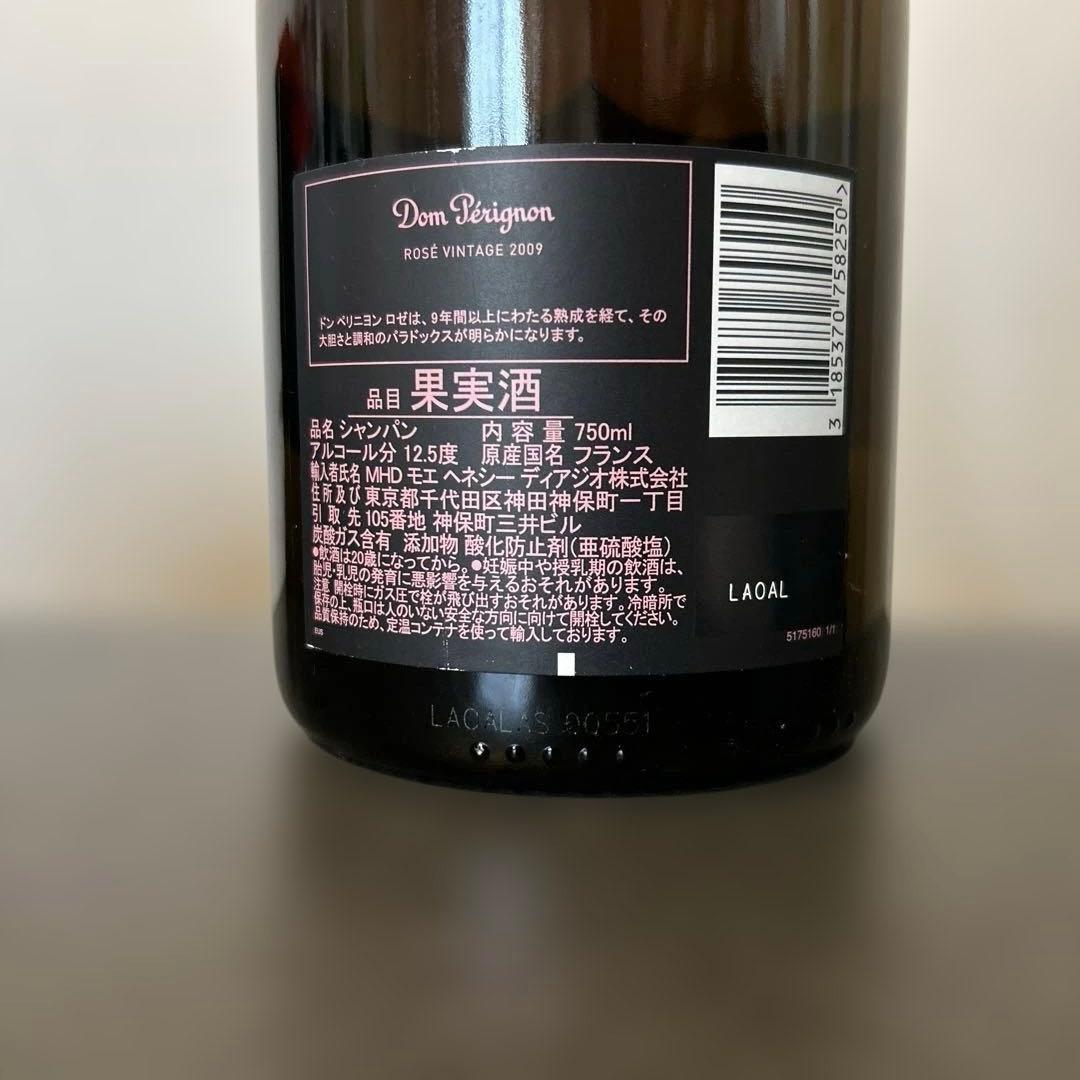 Dom Pérignon
ROSÉ VINTAGE 2009
ドン ペリニヨン ロゼは、9年間以上にわたる熟成を経て、その
大胆さと調和のパラドックスが明らかになります。
品目 果実酒
品名 シャンパン 内容量 750ml
アルコール分 12.5度 原産国名 フランス
輸入者氏名 MHD モエ ヘネシー ディアジオ株式会社
住所及び 東京都千代田区神田神保町一丁目
引取先 105番地 神保町三井ビル
炭酸ガス含有 添加物 酸化防止剤(亜硫酸塩)
●飲酒は20歳になってから。●妊娠中や授乳期の飲酒は、
胎児・乳児の発育に悪影響を与えるおそれがあります。
注意 開栓時にガス圧で栓が飛び出すおそれがあります。冷暗所で
保存の上、瓶口は人のいない安全な方向に向けて開栓してください。
品質保持のため、定温コンテナを使って輸入しております。
EUS
3 185370 758250 >
LAOAL
5175160 1/1
LAOALAS 00551